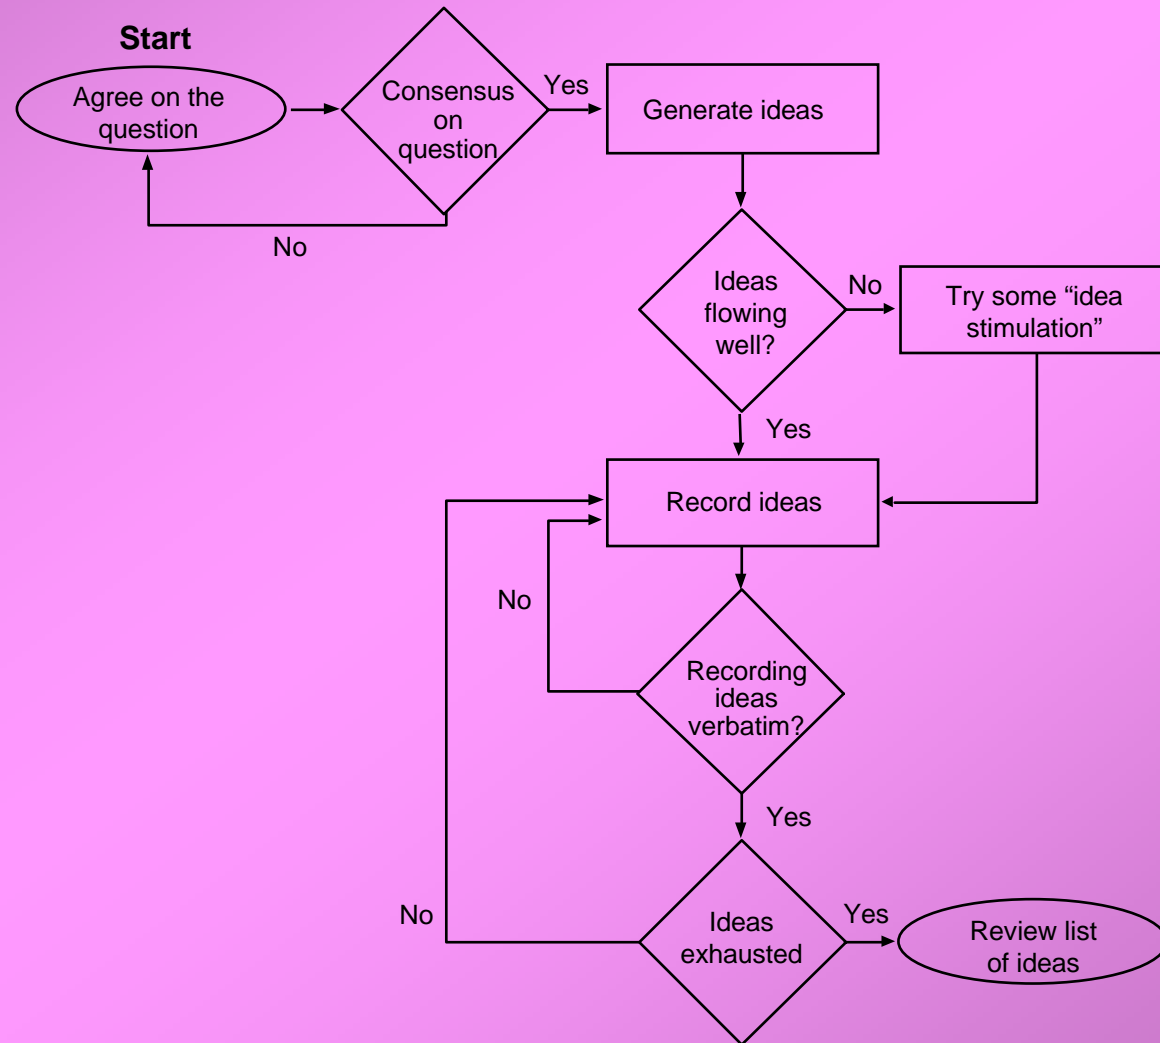 Start
Agree on the
question
Consensus
on
question
Yes
Generate ideas
No
Ideas
flowing
well?
No
Try some “idea
stimulation”
Yes
Record ideas
No
Recording
ideas
verbatim?
Yes
No
Ideas
exhausted
Yes
Review list
of ideas